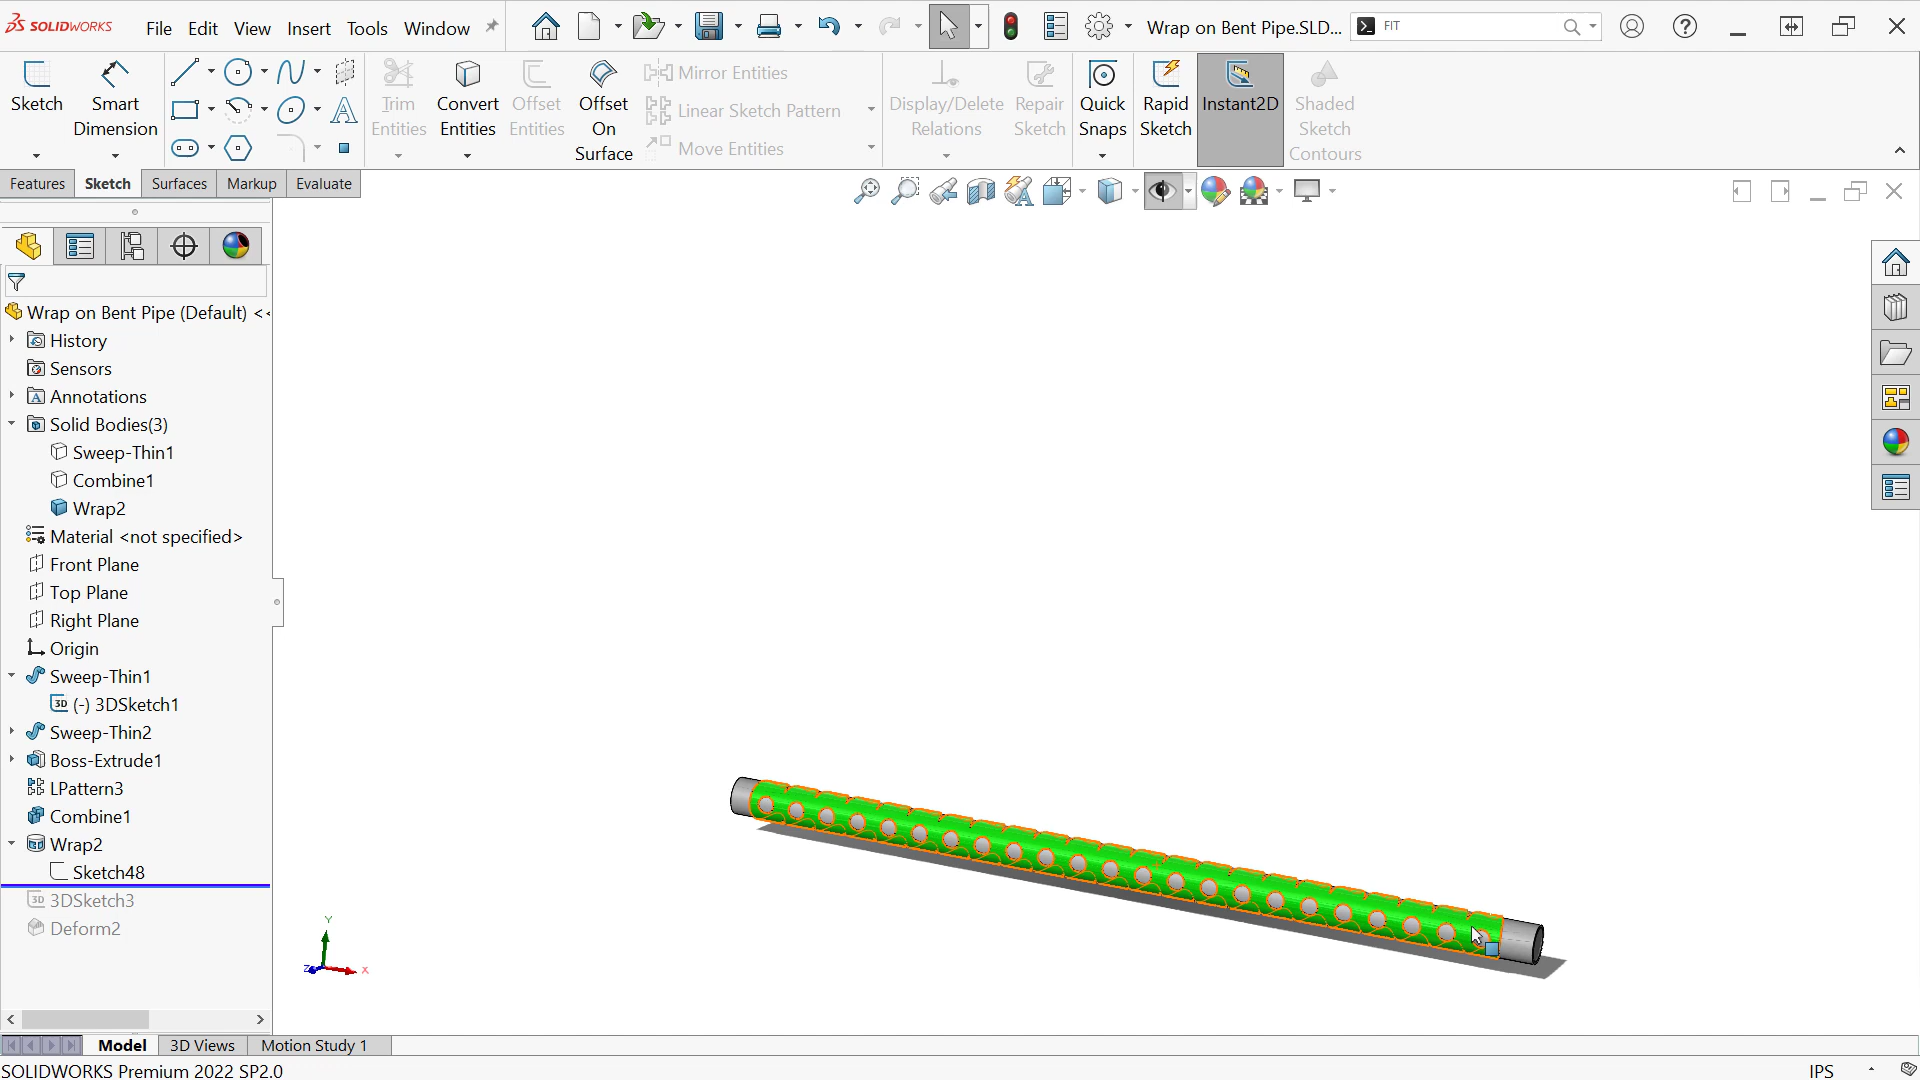 SOLIDWORKS File Edit View Insert Tools Window Wrap on Bent Pipe.SLD... FIT
Sketch
Smart Dimension
Trim Entities
Convert Entities
Offset Entities
Offset On Surface
Mirror Entities
Linear Sketch Pattern
Move Entities
Display/Delete Relations
Repair Sketch
Quick Snaps
Rapid Sketch
Instant2D
Shaded Sketch Contours
Features Sketch Surfaces Markup Evaluate
Wrap on Bent Pipe (Default) <<
History
Sensors
Annotations
Solid Bodies(3)
Sweep-Thin1
Combine1
Wrap2
Material <not specified>
Front Plane
Top Plane
Right Plane
Origin
Sweep-Thin1
3D (-) 3DSketch1
Sweep-Thin2
Boss-Extrude1
LPattern3
Combine1
Wrap2
Sketch48
3D 3DSketch3
Deform2
Y
Z X
Model 3D Views Motion Study 1
SOLIDWORKS Premium 2022 SP2.0 IPS